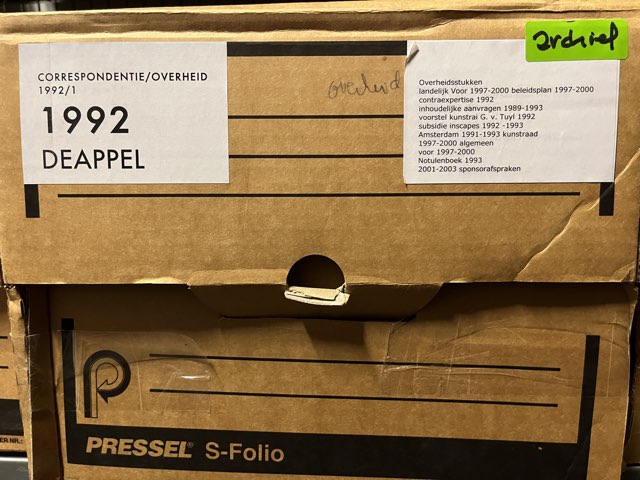 archief
CORRESPONDENTIE/OVERHEID
1992/1
1992
DEAPPEL
overheid
Overheidsstukken
landelijk Voor 1997-2000 beleidsplan 1997-2000
contraexpertise 1992
inhoudelijke aanvragen 1989-1993
voorstel kunstrai G. v. Tuyl 1992
subsidie inscapes 1992 -1993
Amsterdam 1991-1993 kunstraad
1997-2000 algemeen
voor 1997-2000
Notulenboek 1993
2001-2003 sponsorafspraken
PRESSEL® S-Folio
ER NR.: